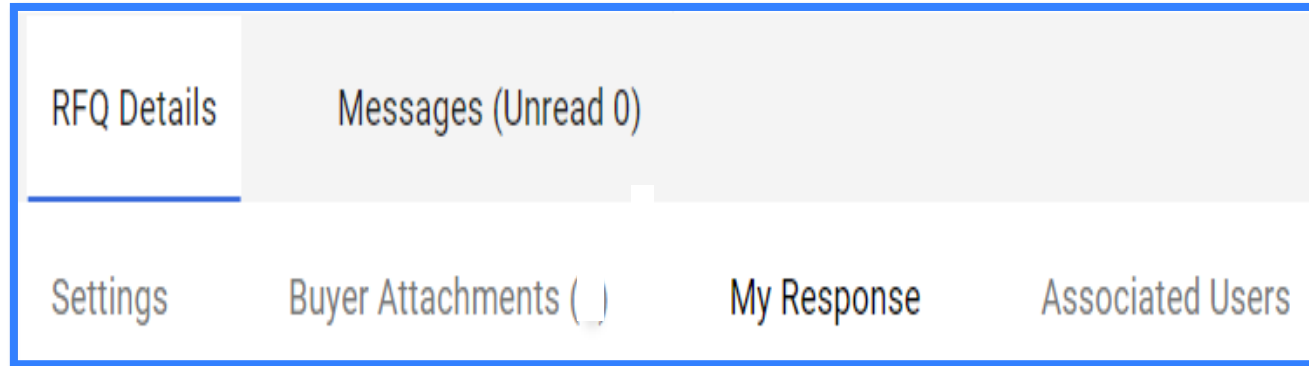 RFQ Details Messages (Unread 0)
Settings Buyer Attachments ( ) My Response Associated Users